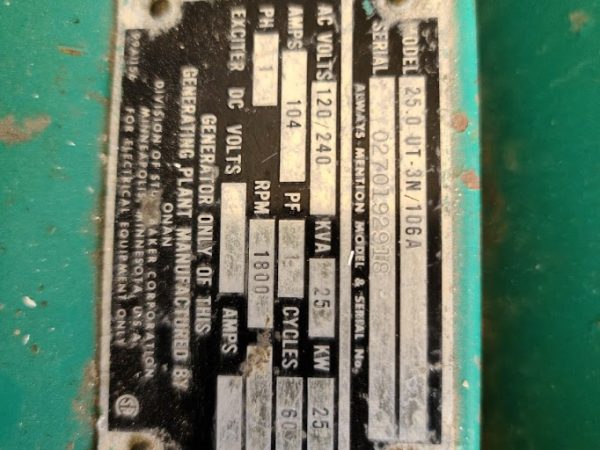 MODEL 25.0 UT-3N/106A
SERIAL 0270192918
ALWAYS MENTION MODEL & SERIAL No.
AC VOLTS 120/240 KVA 25 KW 25
AMPS 104 PF 1 CYCLES 60
PH 1 RPM 1800
EXCITER DC VOLTS AMPS
GENERATOR ONLY OF THIS
GENERATING PLANT MANUFACTURED BY
ONAN
DIVISION OF STUDEBAKER CORPORATION
MINNEAPOLIS, MINNESOTA U.S.A.
FOR ELECTRICAL EQUIPMENT ONLY